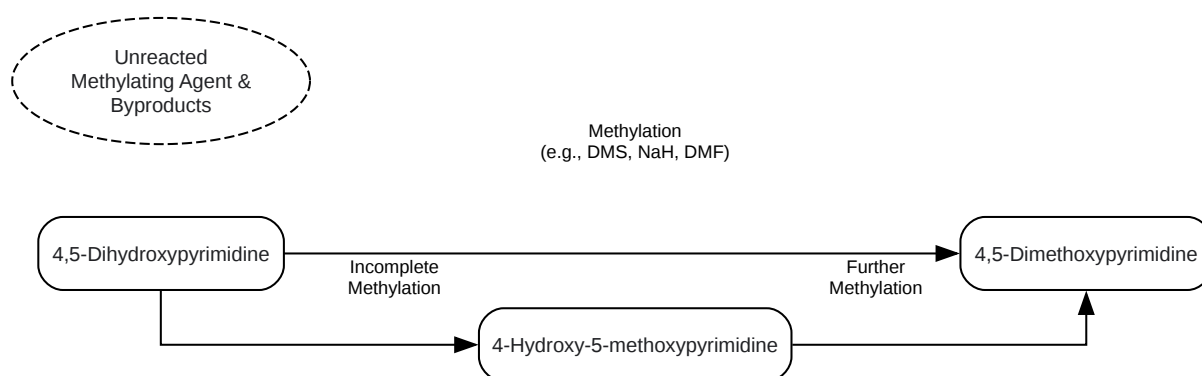 Unreacted
Methylating Agent &
Byproducts
Methylation
(e.g., DMS, NaH, DMF)
4,5-Dihydroxypyrimidine
4,5-Dimethoxypyrimidine
Incomplete
Methylation
Further
Methylation
4-Hydroxy-5-methoxypyrimidine